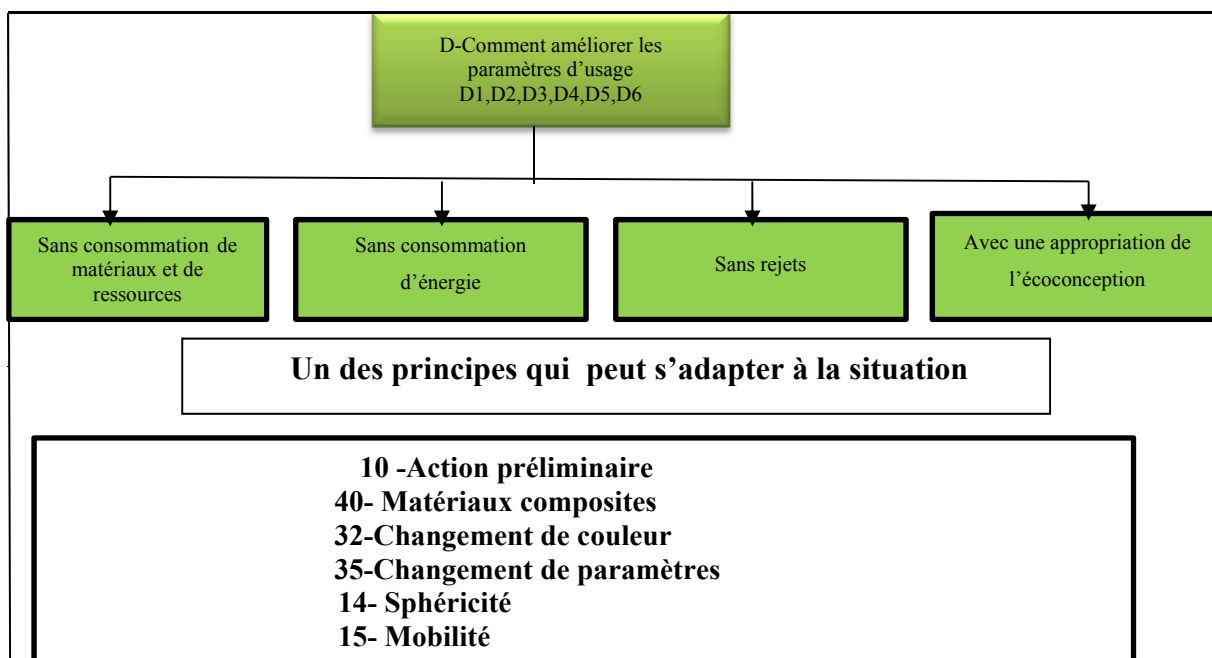 D-Comment améliorer les
paramètres d’usage
D1,D2,D3,D4,D5,D6
Sans consommation de
matériaux et de
ressources
Sans consommation
d’énergie
Sans rejets
Avec une appropriation de
l’écoconception
Un des principes qui peut s’adapter à la situation
10 -Action préliminaire
40- Matériaux composites
32-Changement de couleur
35-Changement de paramètres
14- Sphéricité
15- Mobilité